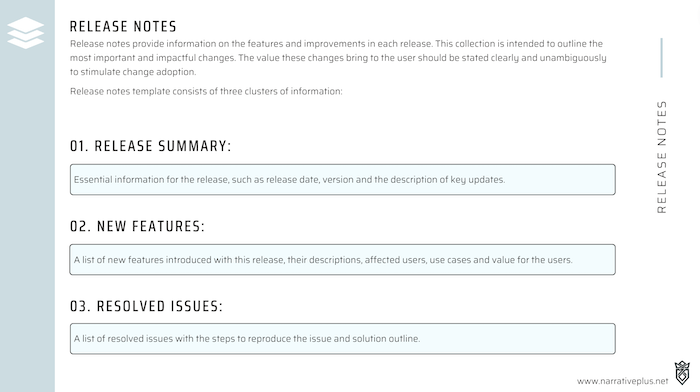 RELEASE NOTES
Release notes provide information on the features and improvements in each release. This collection is intended to outline the
most important and impactful changes. The value these changes bring to the user should be stated clearly and unambiguously
to stimulate change adoption.
Release notes template consists of three clusters of information:
01. RELEASE SUMMARY:
Essential information for the release, such as release date, version and the description of key updates.
02. NEW FEATURES:
A list of new features introduced with this release, their descriptions, affected users, use cases and value for the users.
03. RESOLVED ISSUES:
A list of resolved issues with the steps to reproduce the issue and solution outline.
RELEASE NOTES
www.narrativeplus.net